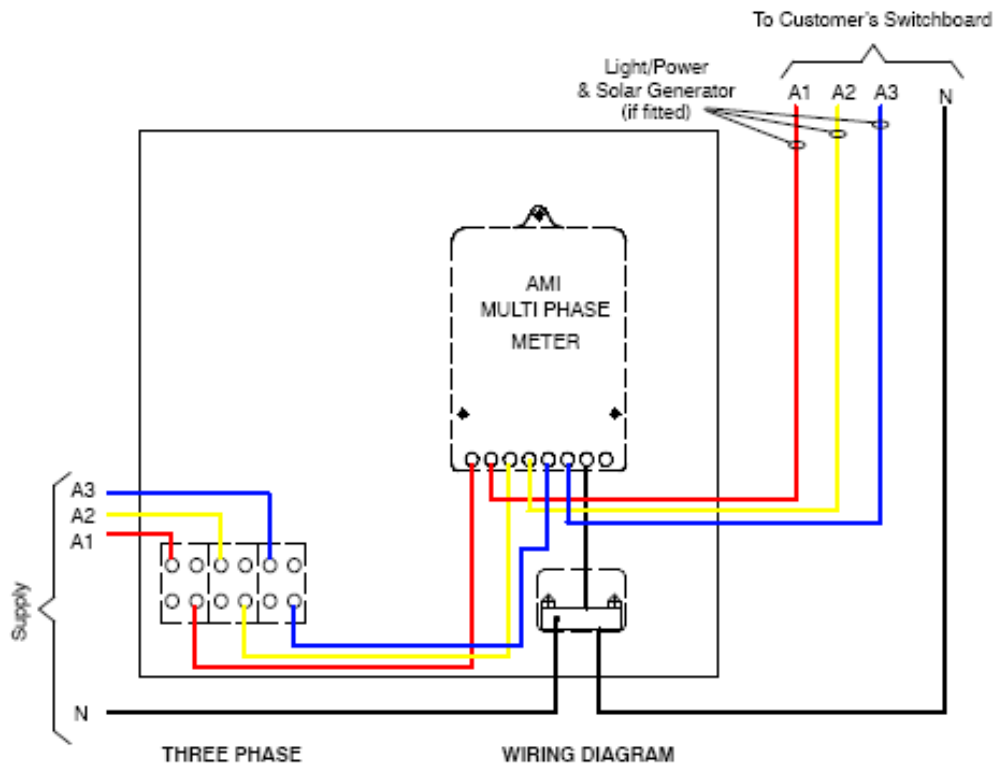 To Customer's Switchboard
Light/Power
& Solar Generator
(if fitted)
A1 A2 A3 N
AMI
MULTI PHASE
METER
A3
A2
A1
Supply
N
THREE PHASE WIRING DIAGRAM